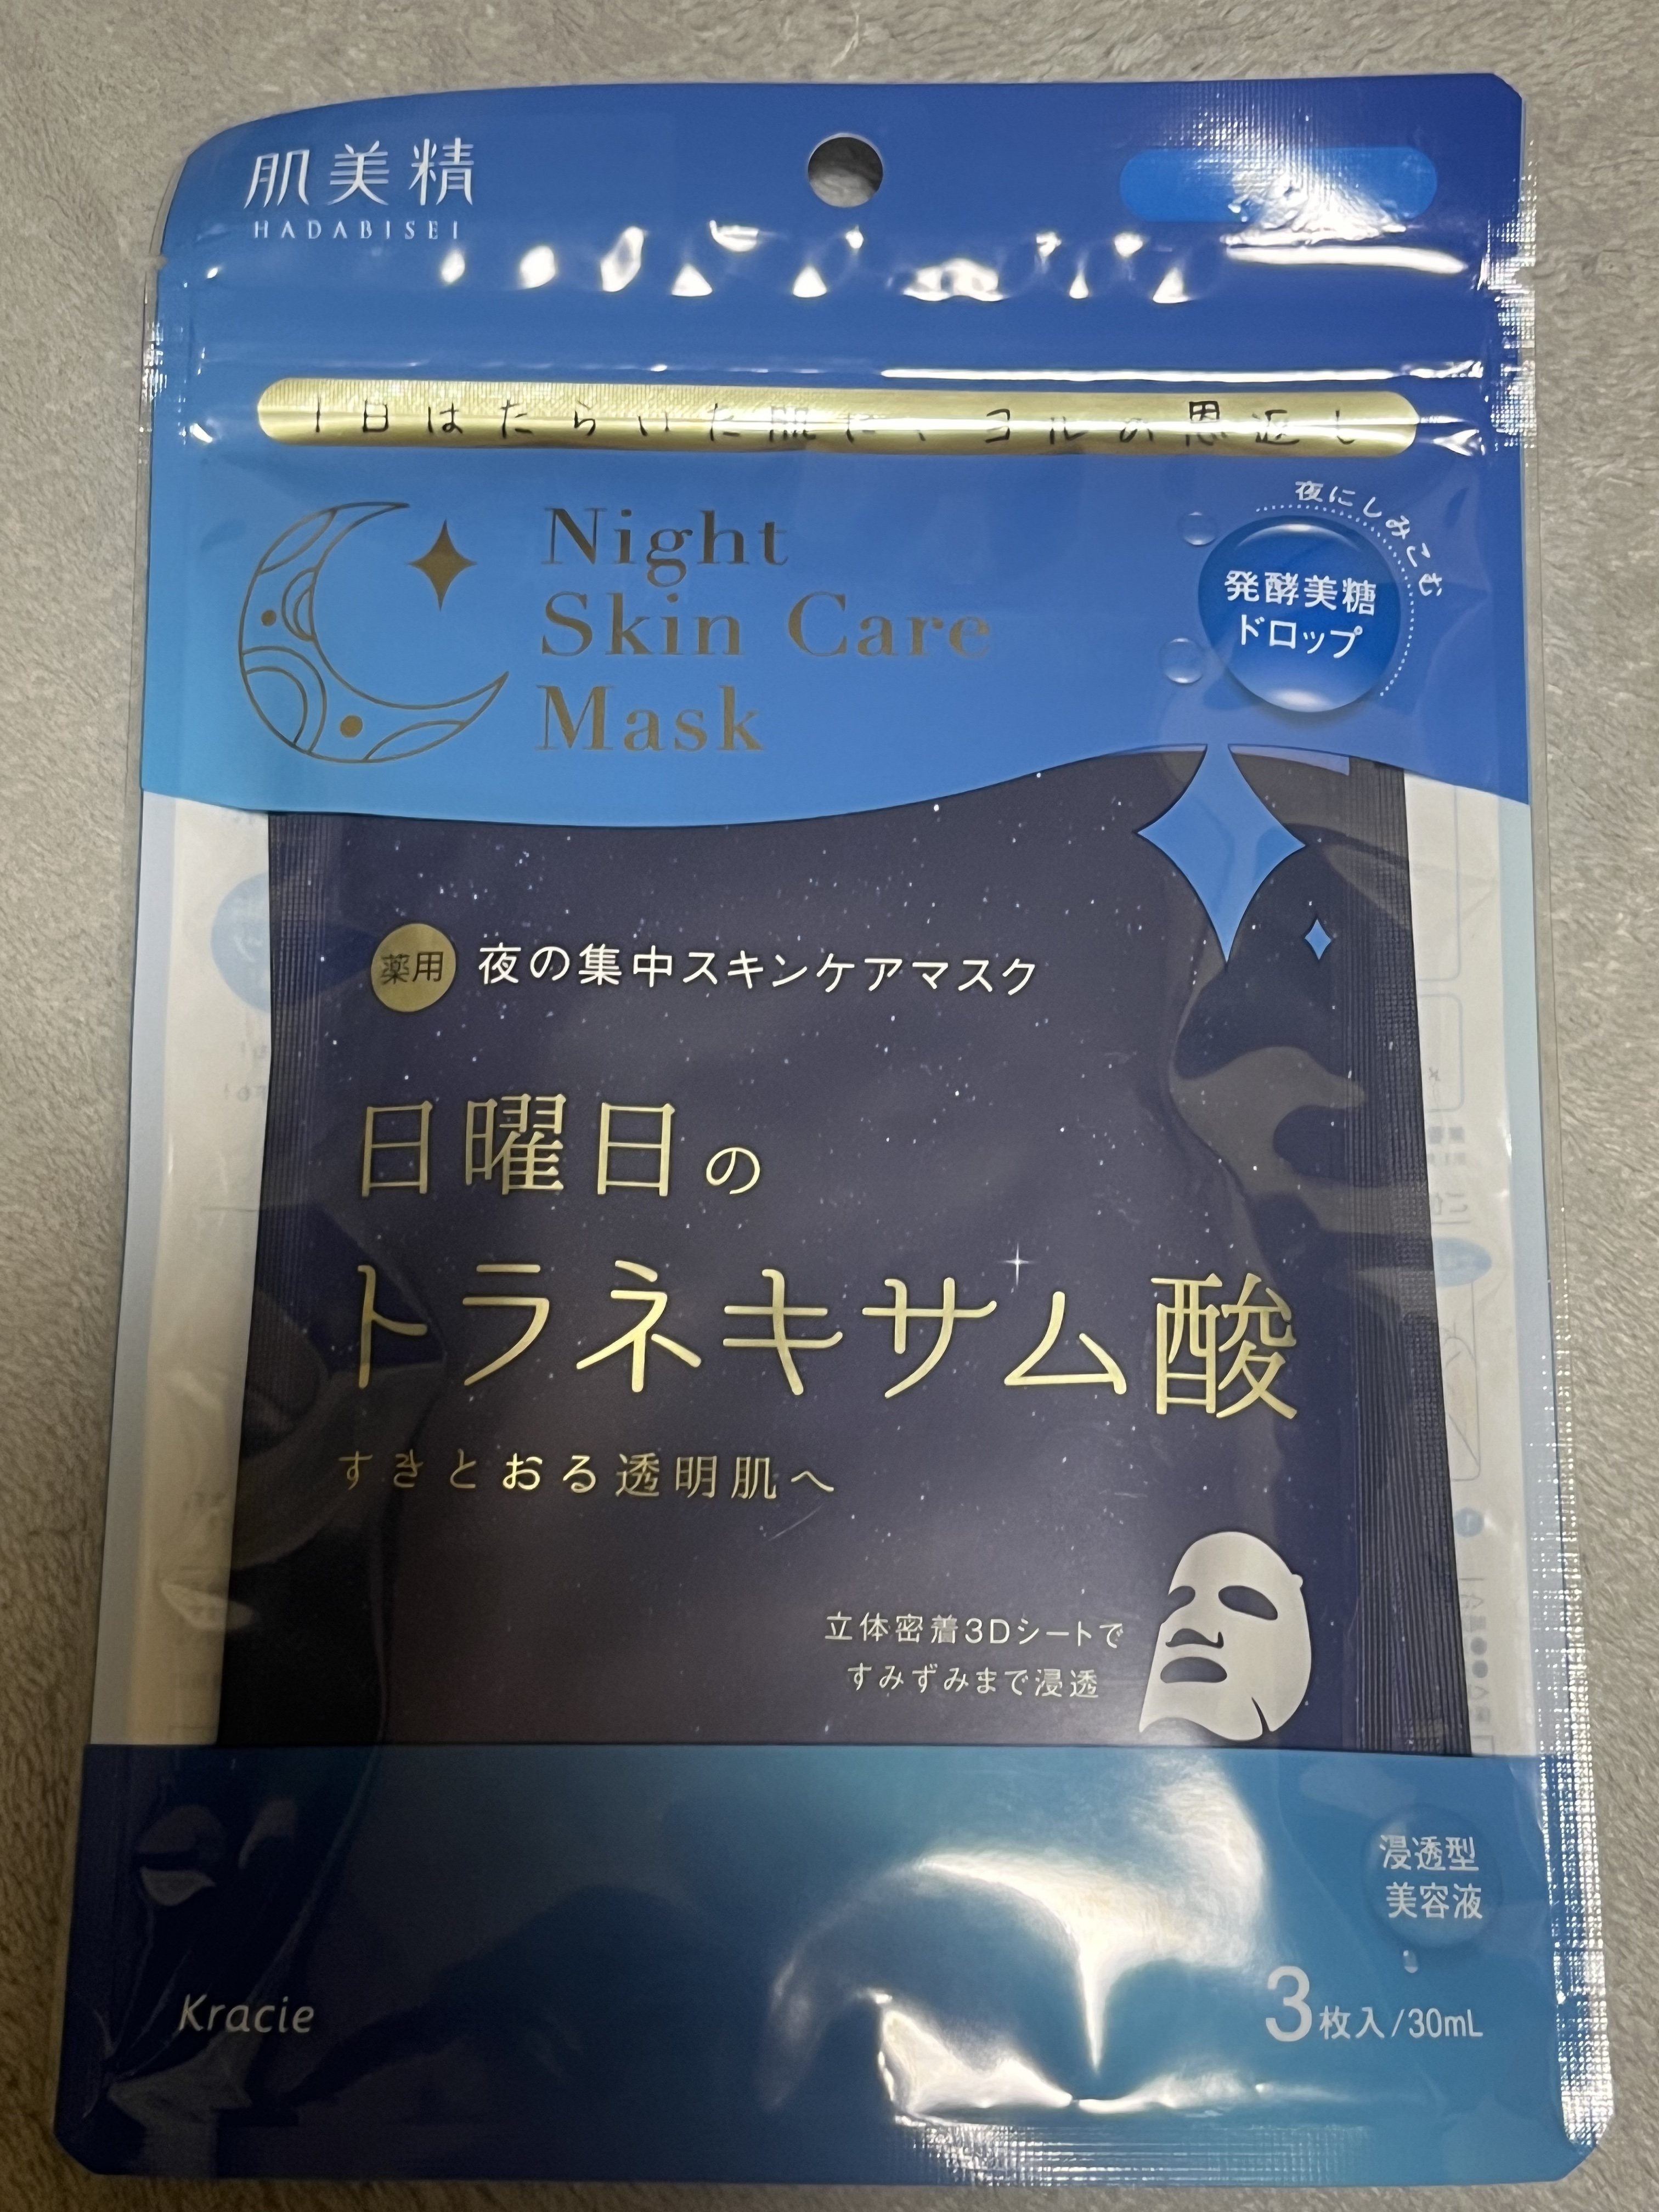 肌美精
HADABISEI
1日はたらいた肌に、ヨルの恩返し
夜にしみこむ
発酵美糖
ドロップ
Night
Skin Care
Mask
薬用 夜の集中スキンケアマスク
日曜日の
トラネキサム酸
すきとおる透明肌へ
立体密着3Dシートで
すみずみまで浸透
浸透型
美容液
Kracie
3枚入/30mL